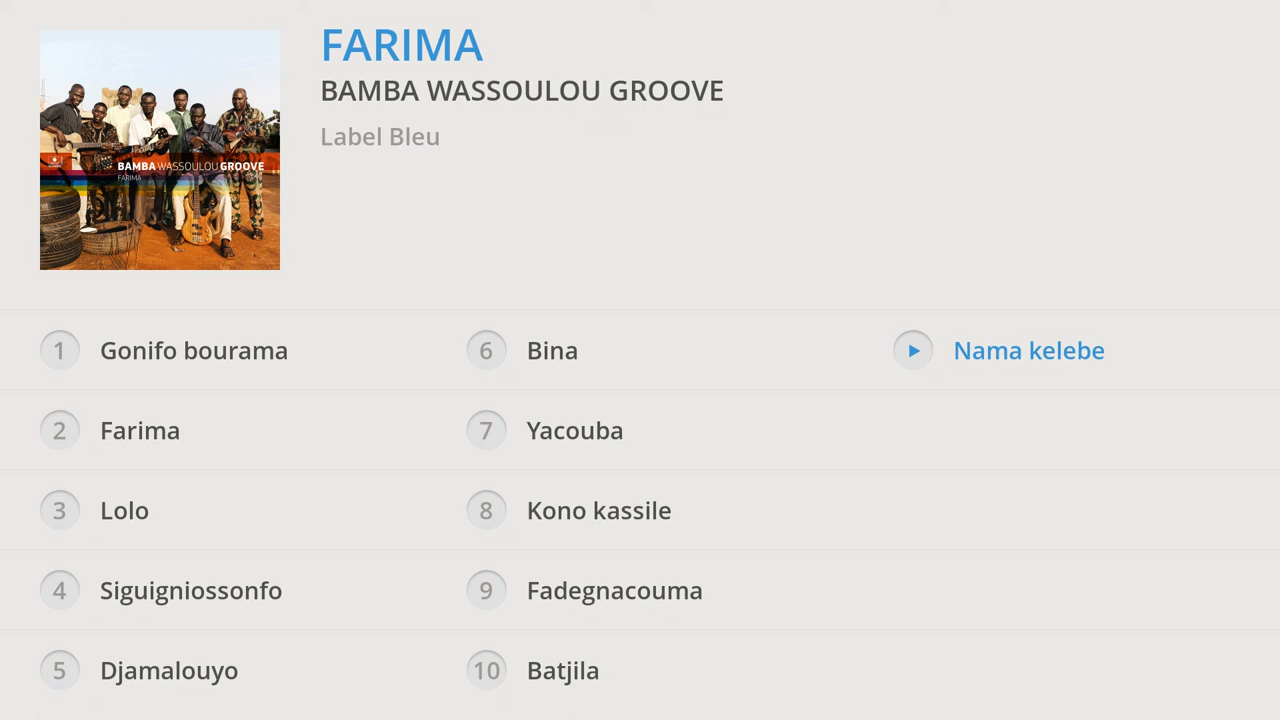 FARIMA
BAMBA WASSOULOU GROOVE
Label Bleu
BAMBA WASSOULOU GROOVE
FARIMA
1 Gonifo bourama
2 Farima
3 Lolo
4 Siguigniossonfo
5 Djamalouyo
6 Bina
7 Yacouba
8 Kono kassile
9 Fadegnacouma
10 Batjila
Nama kelebe